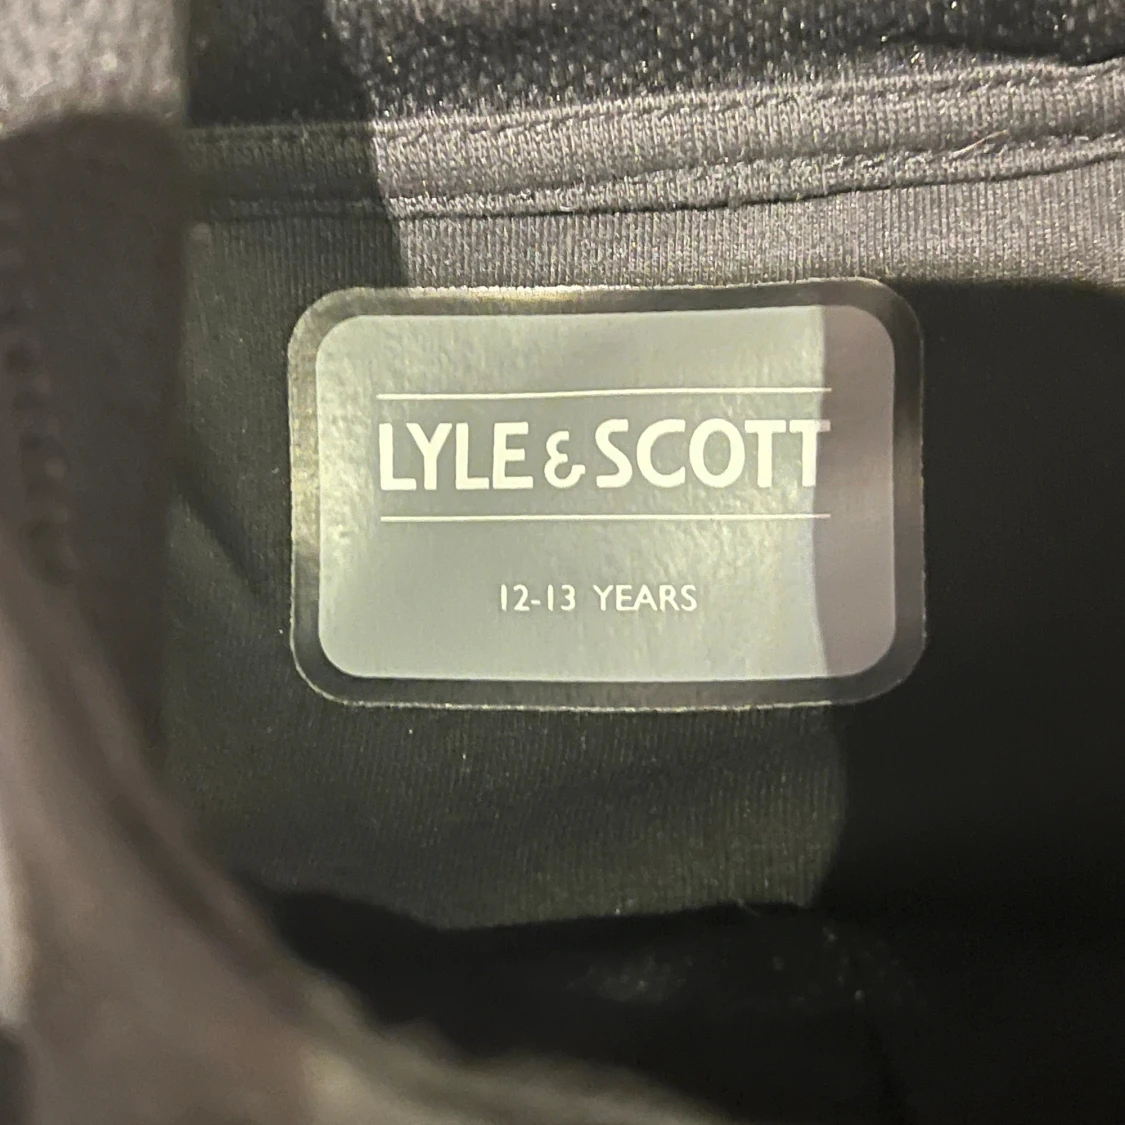 LYLE & SCOTT
12-13 YEARS